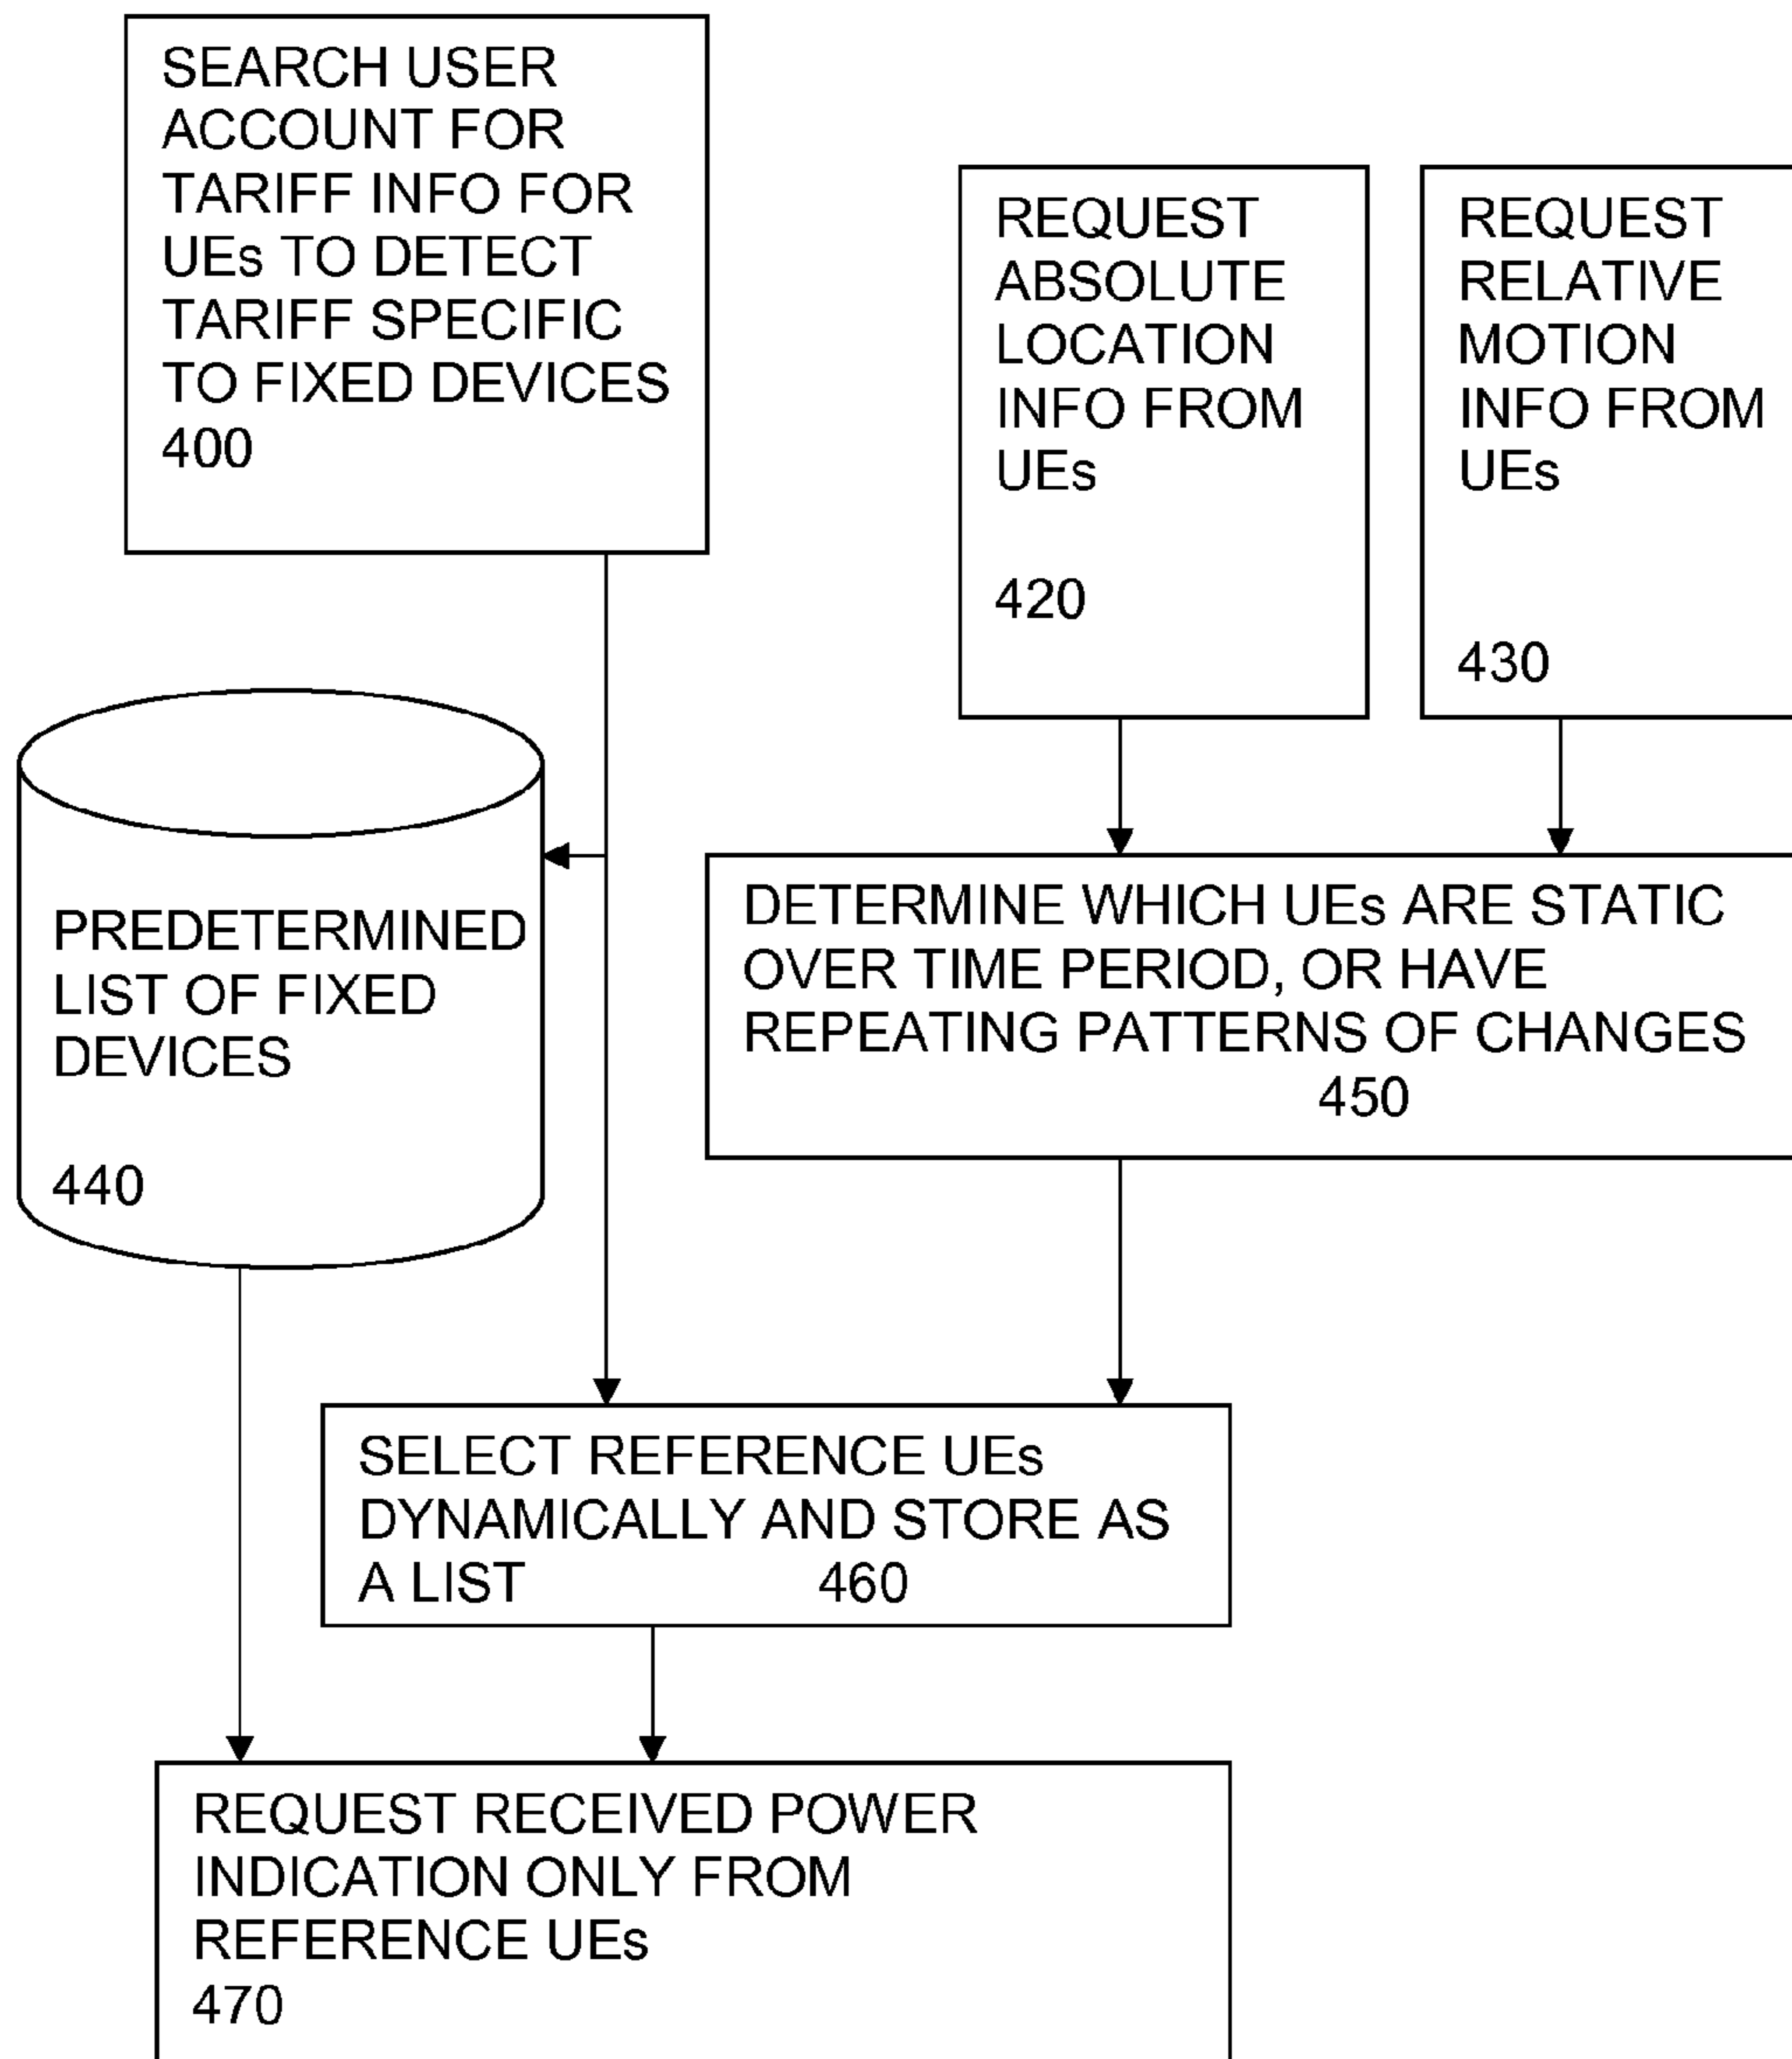 SEARCH USER
ACCOUNT FOR
TARIFF INFO FOR
UEs TO DETECT
TARIFF SPECIFIC
TO FIXED DEVICES
400
REQUEST
ABSOLUTE
LOCATION
INFO FROM
UEs
420
REQUEST
RELATIVE
MOTION
INFO FROM
UEs
430
PREDETERMINED
LIST OF FIXED
DEVICES
440
DETERMINE WHICH UEs ARE STATIC
OVER TIME PERIOD, OR HAVE
REPEATING PATTERNS OF CHANGES
450
SELECT REFERENCE UEs
DYNAMICALLY AND STORE AS
A LIST 460
REQUEST RECEIVED POWER
INDICATION ONLY FROM
REFERENCE UEs
470